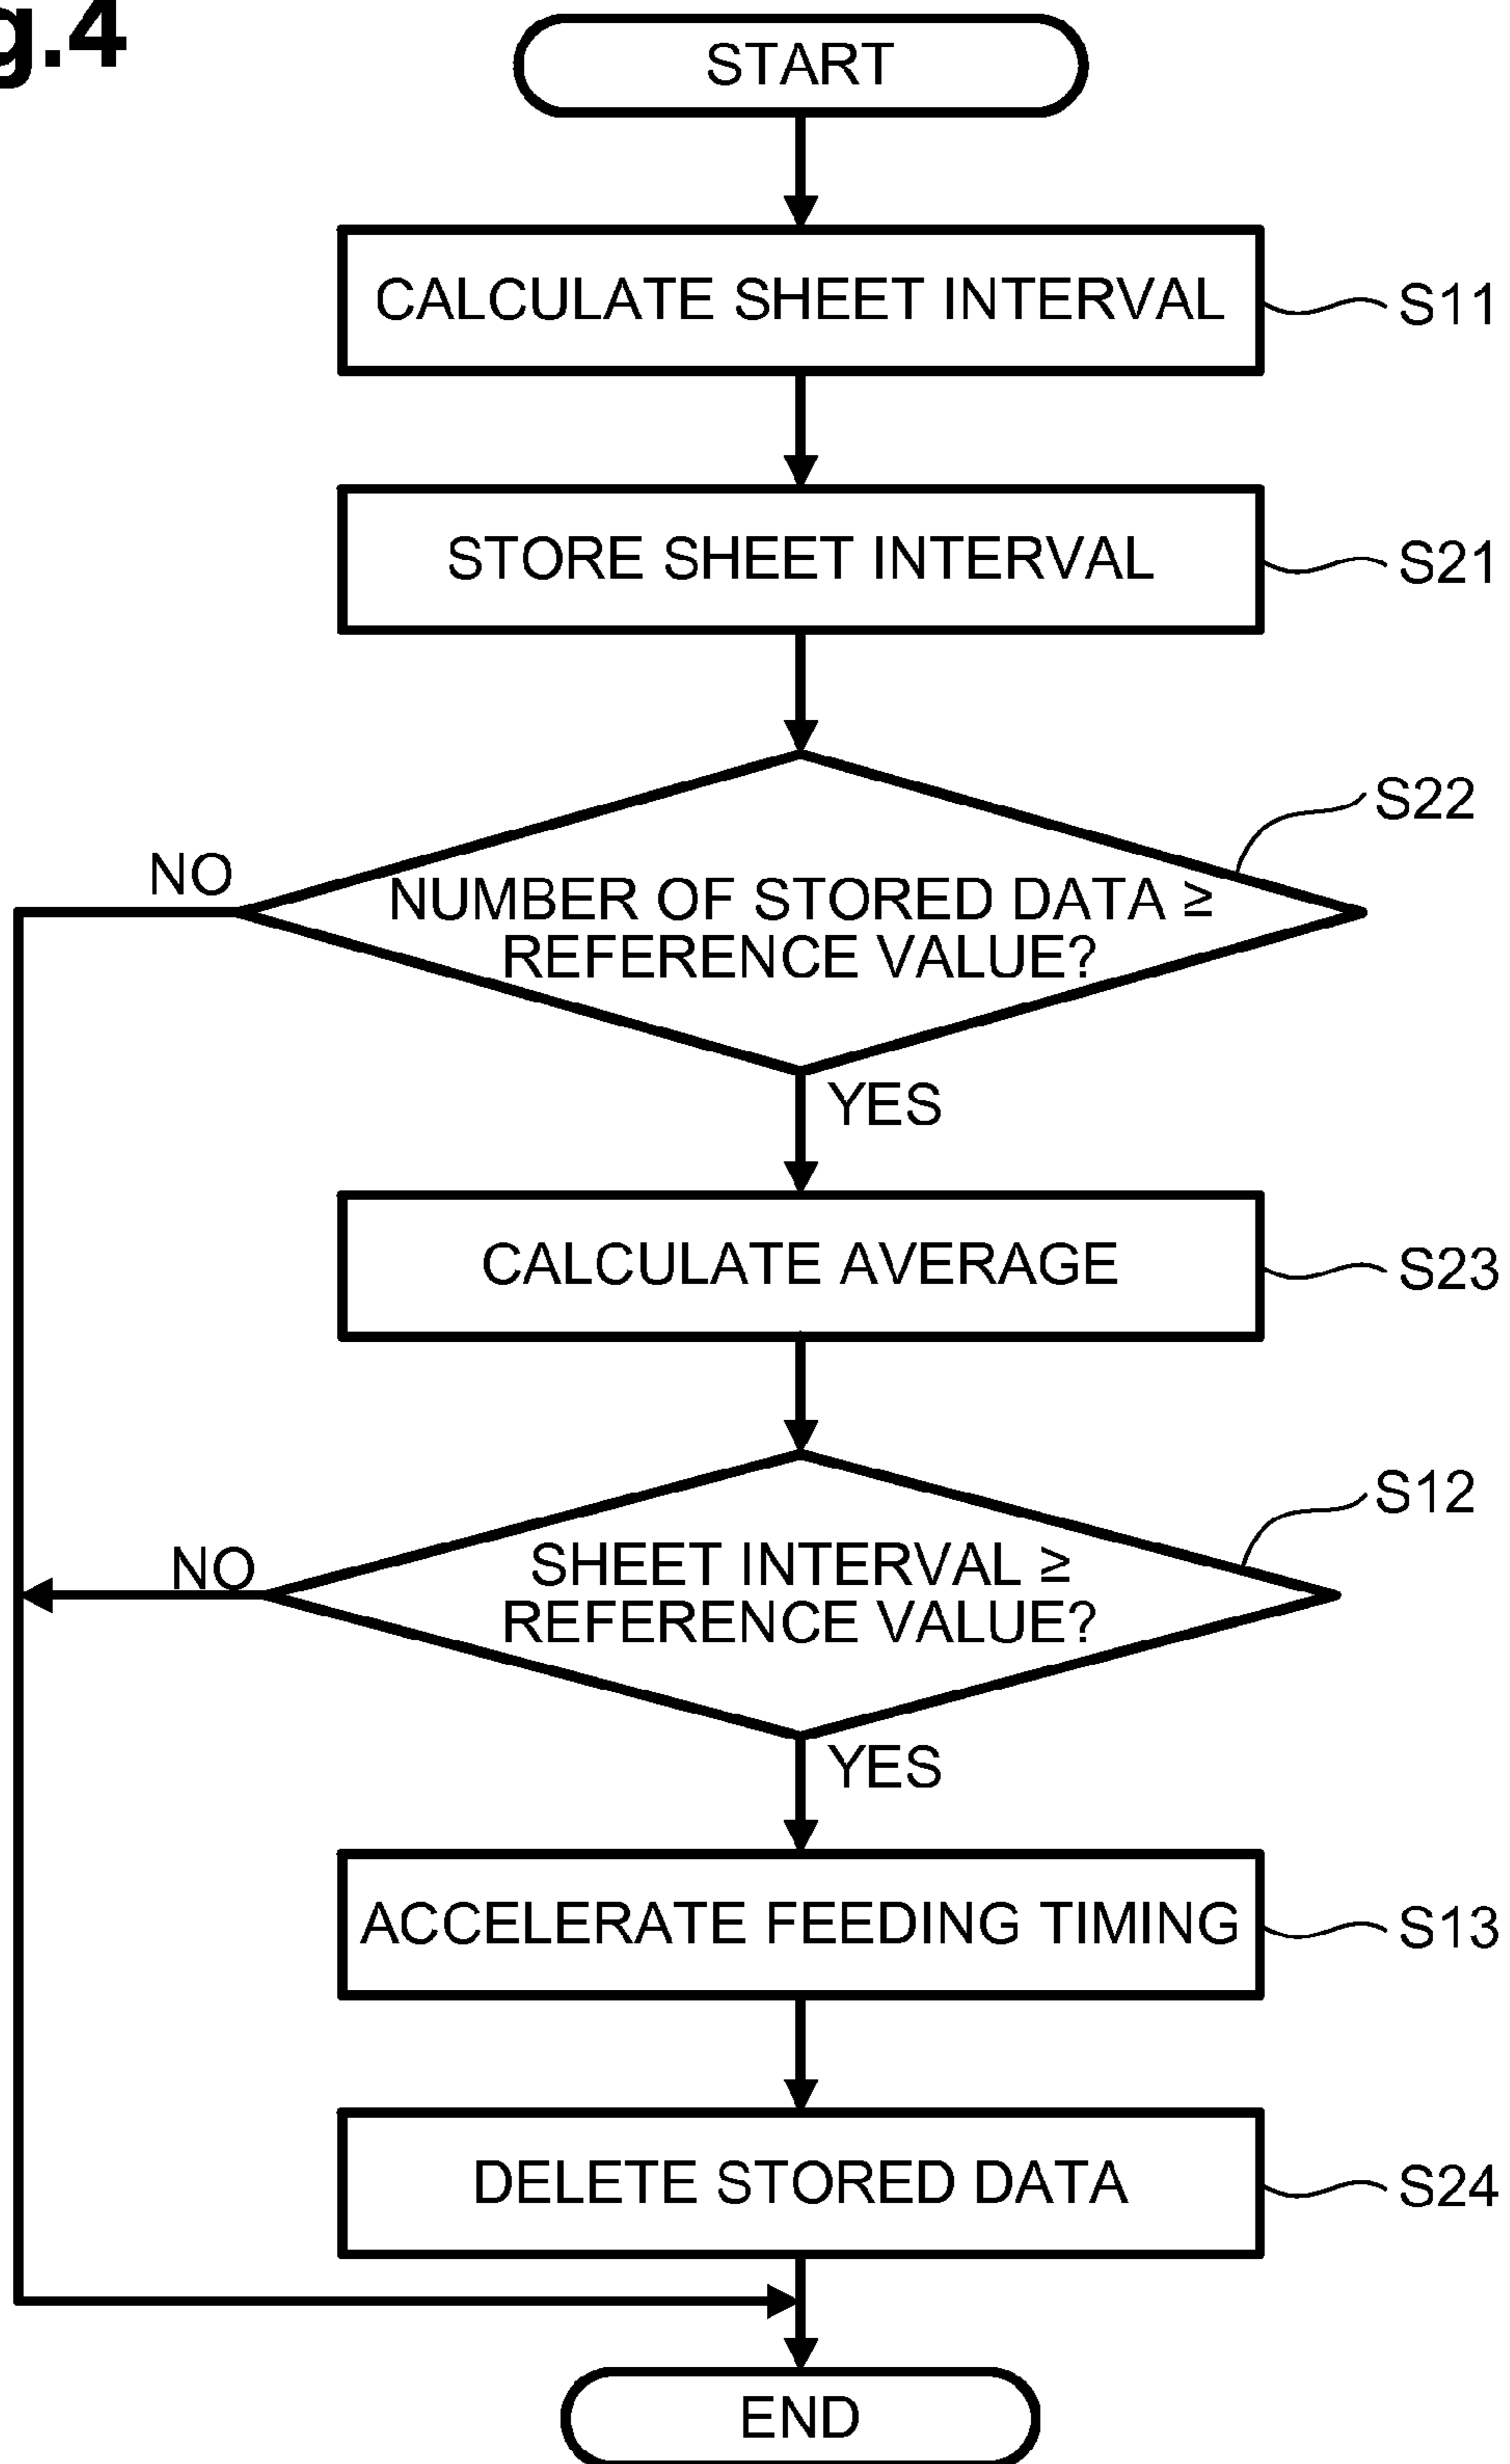 g.4
START
CALCULATE SHEET INTERVAL
S11
STORE SHEET INTERVAL
S21
S22
NO
NUMBER OF STORED DATA ≥
REFERENCE VALUE?
YES
CALCULATE AVERAGE
S23
S12
NO
SHEET INTERVAL ≥
REFERENCE VALUE?
YES
ACCELERATE FEEDING TIMING
S13
DELETE STORED DATA
S24
END